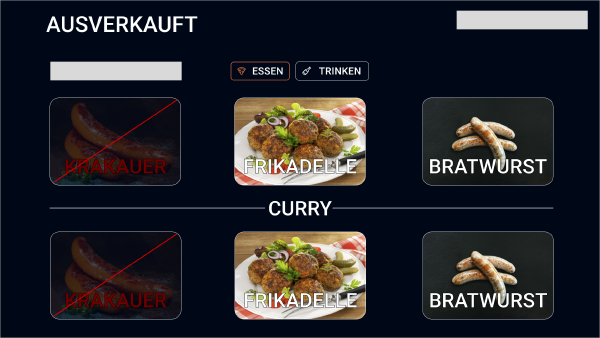 AUSVERKAUFT
ESSEN
TRINKEN
KRAKAUER
FRIKADELLE
BRATWURST
CURRY
KRAKAUER
FRIKADELLE
BRATWURST